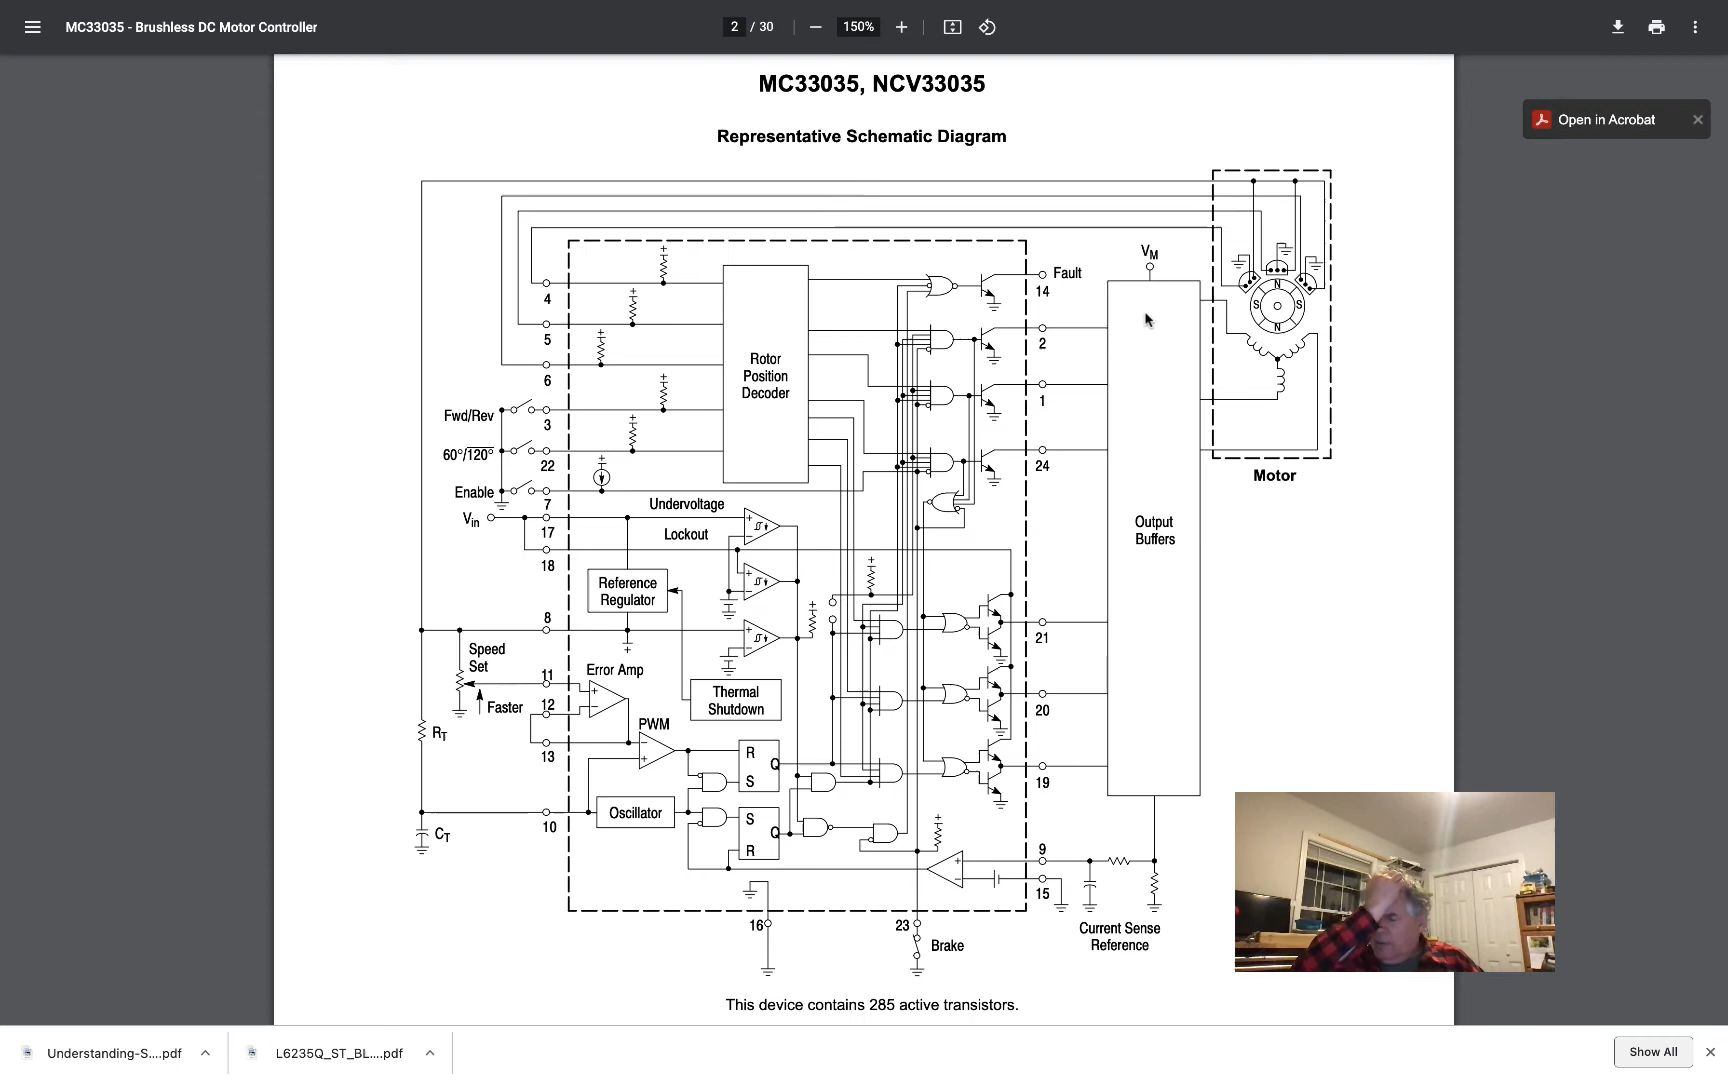 MC33035 - Brushless DC Motor Controller
2 / 30
150%
MC33035, NCV33035
Open in Acrobat
Representative Schematic Diagram
VM
Fault
4
14
5
2
6
Rotor
Position
Decoder
Fwd/Rev
3
1
60°/120°
22
24
Motor
Enable
7
Undervoltage
Vin
17
Lockout
Output
Buffers
18
Reference
Regulator
8
21
Speed
Set
Error Amp
11
Faster
12
Thermal
Shutdown
20
RT
PWM
13
R
Q
S
19
Oscillator
10
S
Q
R
CT
9
15
16
23
Brake
Current Sense
Reference
N
S
S
N
This device contains 285 active transistors.
Understanding-S....pdf
L6235Q_ST_BL....pdf
Show All